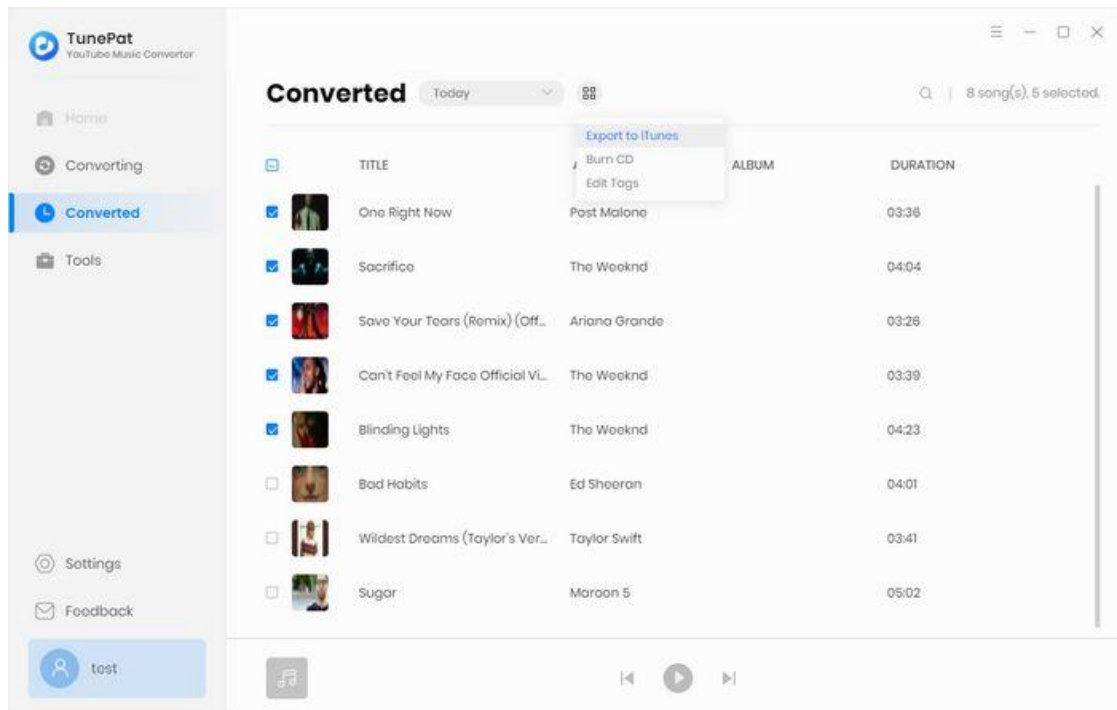 TunePat
YouTube Music Converter
Home
Converting
Converted
Tools
Settings
Feedback
test
Converted Today 8 song(s), 5 selected.
Export to iTunes
Burn CD
Edit Tags
TITLE ALBUM DURATION
One Right Now Post Malone 03:36
Sacrifice The Weeknd 04:04
Save Your Tears (Remix) (Off... Ariana Grande 03:26
Can't Feel My Face Official Vi... The Weeknd 03:39
Blinding Lights The Weeknd 04:23
Bad Habits Ed Sheeran 04:01
Wildest Dreams (Taylor's Ver... Taylor Swift 03:41
Sugar Maroon 5 05:02